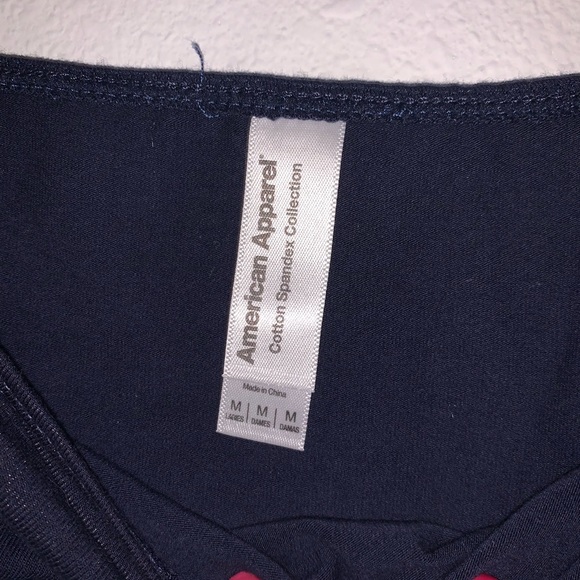 American Apparel®
Cotton Spandex Collection
Made in China
M | M | M
LADIES | DAMES | DAMAS